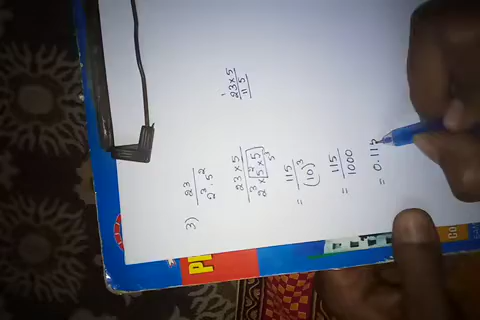 3) 23 / 2³·5²
23×5 / 2³×5²×5 5³
23×5 / 115
= 115 / (10)³
= 115 / 1000
= 0.115